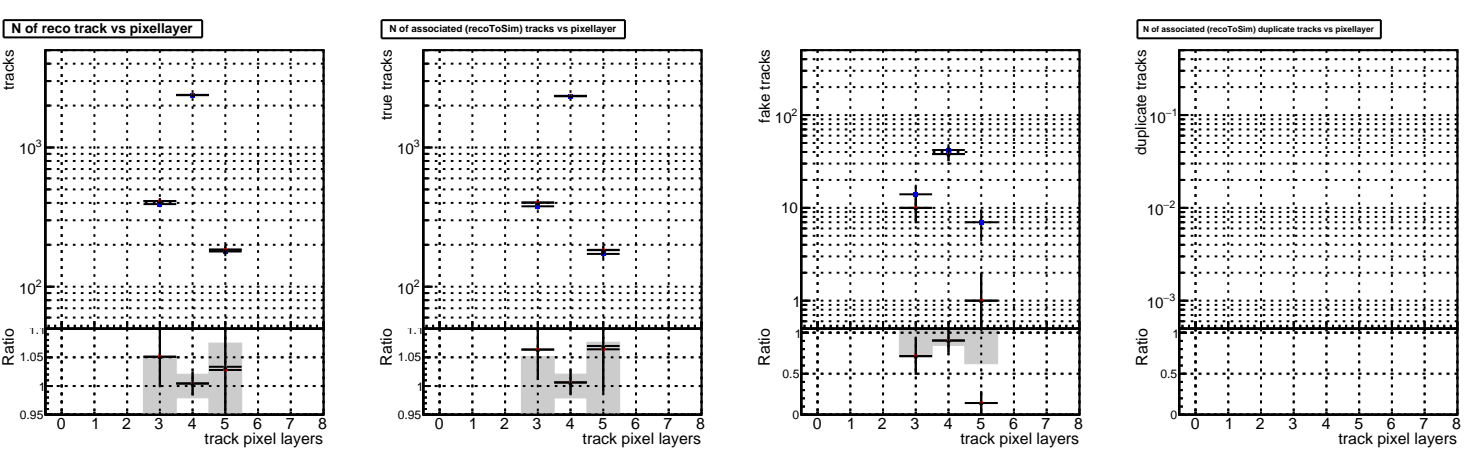 N of reco track vs pixellayer
tracks
10³
10²
Ratio
1.05
1
0.95
0 1 2 3 4 5 6 7 8
track pixel layers
N of associated (recoToSim) tracks vs pixellayer
true tracks
10³
10²
Ratio
1.05
1
0.95
0 1 2 3 4 5 6 7 8
track pixel layers
fake tracks
10²
10
1
Ratio
1
0.5
0
0 1 2 3 4 5 6 7 8
track pixel layers
N of associated (recoToSim) duplicate tracks vs pixellayer
duplicate tracks
10⁻¹
10⁻²
10⁻³
Ratio
1
0.5
0
0 1 2 3 4 5 6 7 8
track pixel layers